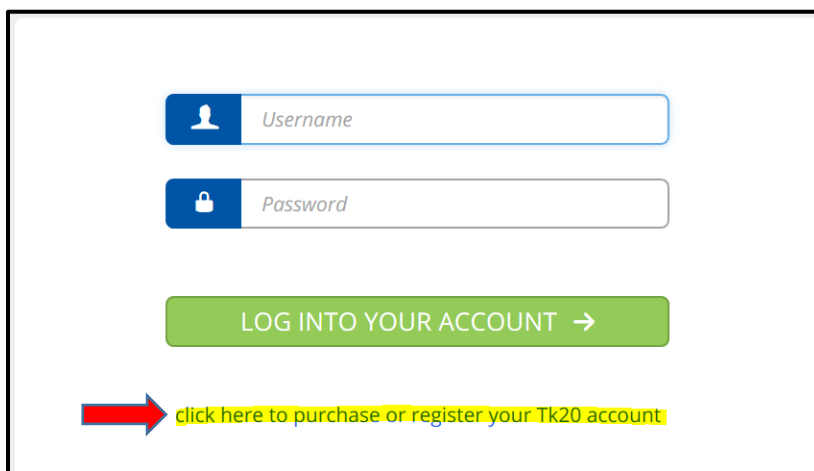 Username
Password
LOG INTO YOUR ACCOUNT →
click here to purchase or register your Tk20 account